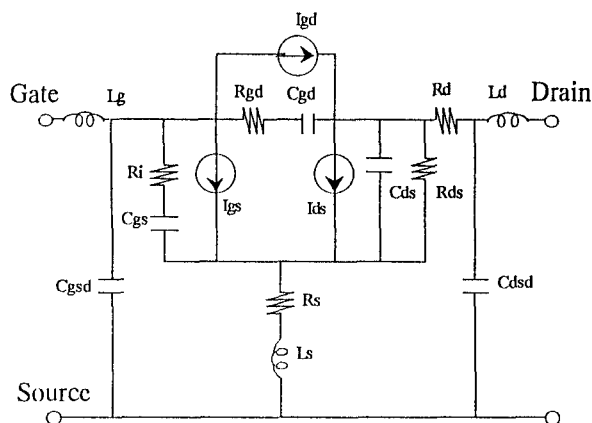 Igd
Rgd
Cgd
Rd
Ld
Gate
Lg
Drain
Ri
Igs
Ids
Cds
Rds
Cgs
Cgsd
Rs
Cdsd
Ls
Source